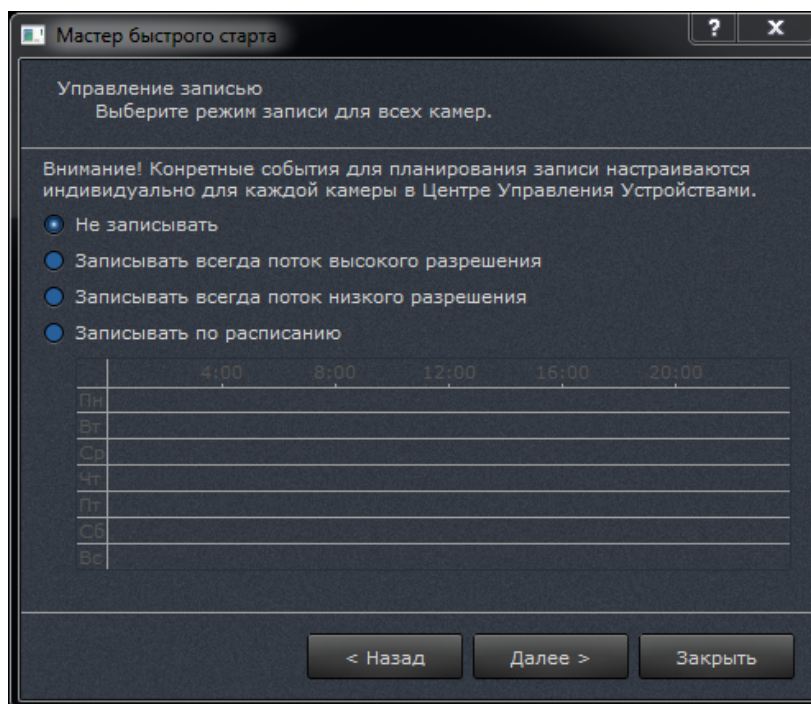 Мастер быстрого старта
? x
Управление записью
Выберите режим записи для всех камер.
Внимание! Конретные события для планирования записи настраиваются
индивидуально для каждой камеры в Центре Управления Устройствами.
Не записывать
Записывать всегда поток высокого разрешения
Записывать всегда поток низкого разрешения
Записывать по расписанию
4:00 8:00 12:00 16:00 20:00
Пн
Вт
Ср
Чт
Пт
Сб
Вс
< Назад Далее > Закрыть